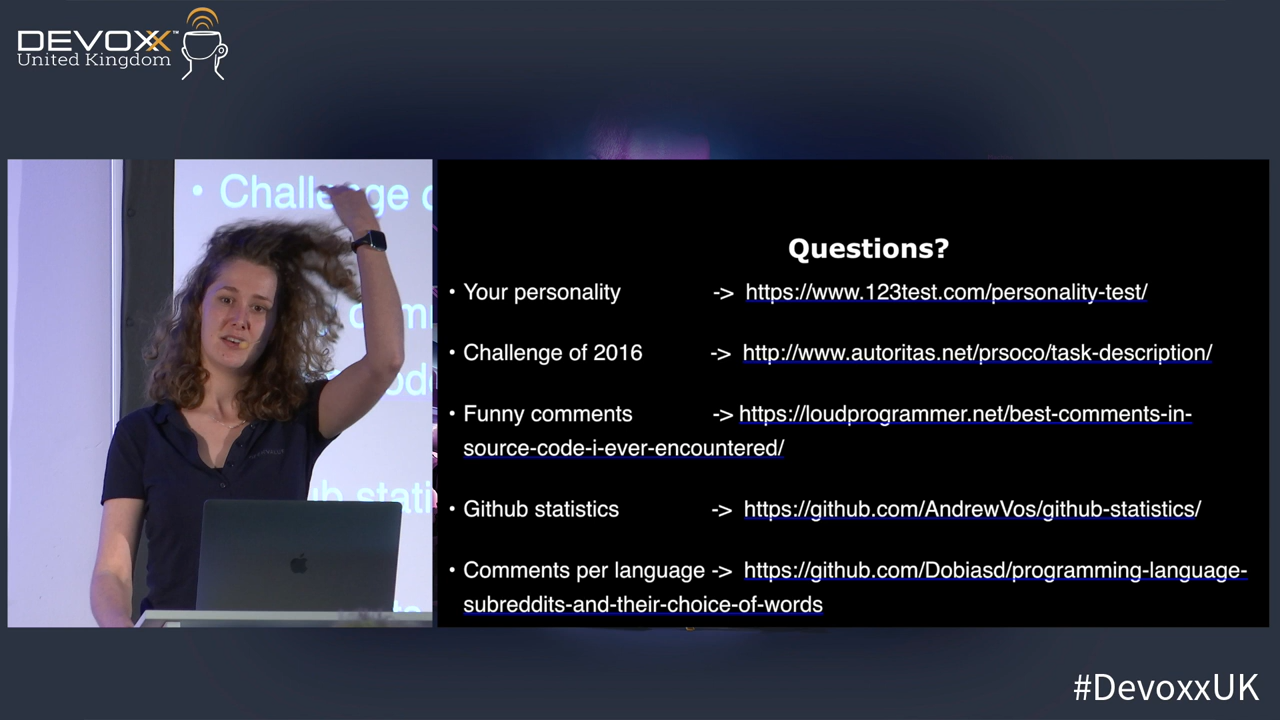 DEVOXX™
United Kingdom
Challenge
Questions?
• Your personality -> https://www.123test.com/personality-test/
• Challenge of 2016 -> http://www.autoritas.net/prsoco/task-description/
• Funny comments -> https://loudprogrammer.net/best-comments-in-
source-code-i-ever-encountered/
• Github statistics -> https://github.com/AndrewVos/github-statistics/
• Comments per language -> https://github.com/Dobiasd/programming-language-
subreddits-and-their-choice-of-words
#DevoxxUK